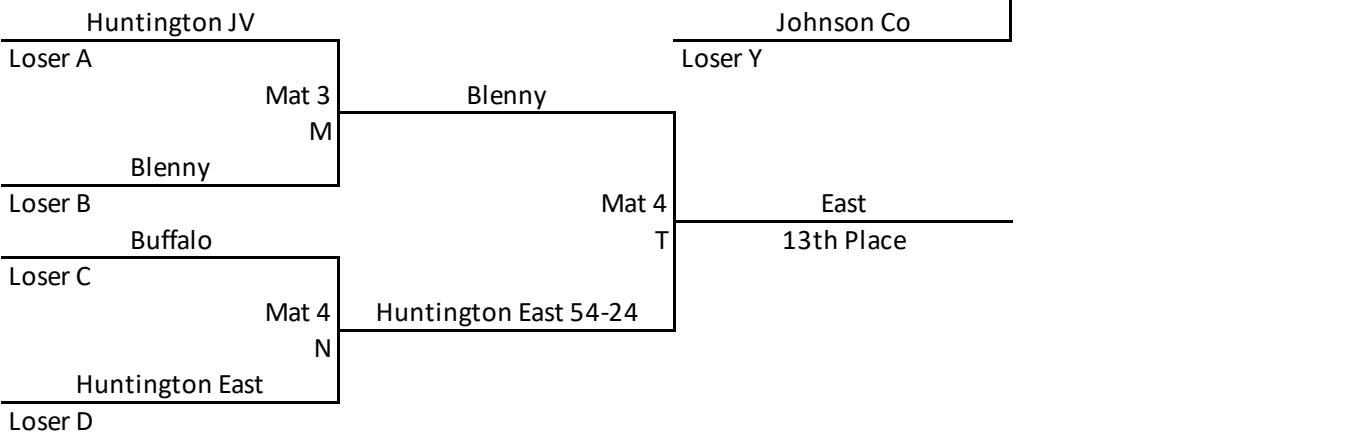 Huntington JV
Johnson Co
Loser A
Loser Y
Mat 3
Blenny
M
Blenny
Loser B
Mat 4
East
Buffalo
T
13th Place
Loser C
Mat 4
Huntington East 54-24
N
Huntington East
Loser D